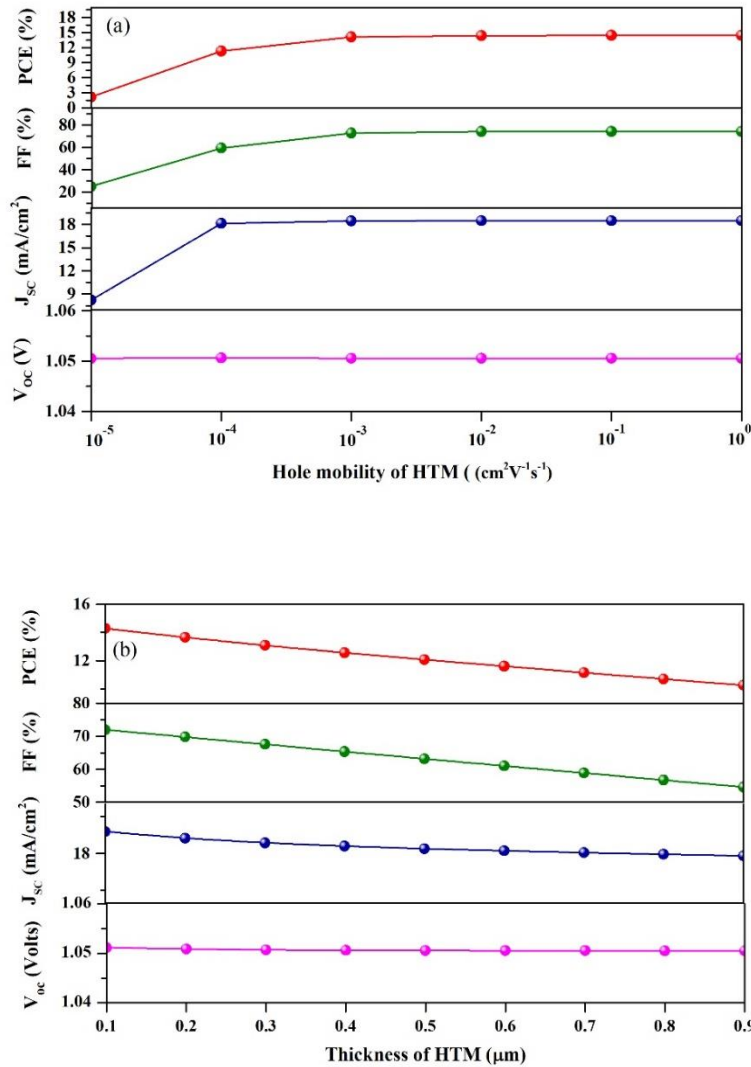 (a)
PCE (%)
18
15
12
9
6
3
0
FF (%)
80
60
40
20
J_SC (mA/cm²)
18
15
12
9
V_OC (V)
1.06
1.05
1.04
10⁻⁵ 10⁻⁴ 10⁻³ 10⁻² 10⁻¹ 10⁰
Hole mobility of HTM ( (cm²V⁻¹s⁻¹)
(b)
PCE (%)
16
12
FF (%)
80
70
60
50
J_SC (mA/cm²)
18
V_oc (Volts)
1.06
1.05
1.04
0.1 0.2 0.3 0.4 0.5 0.6 0.7 0.8 0.9
Thickness of HTM (μm)